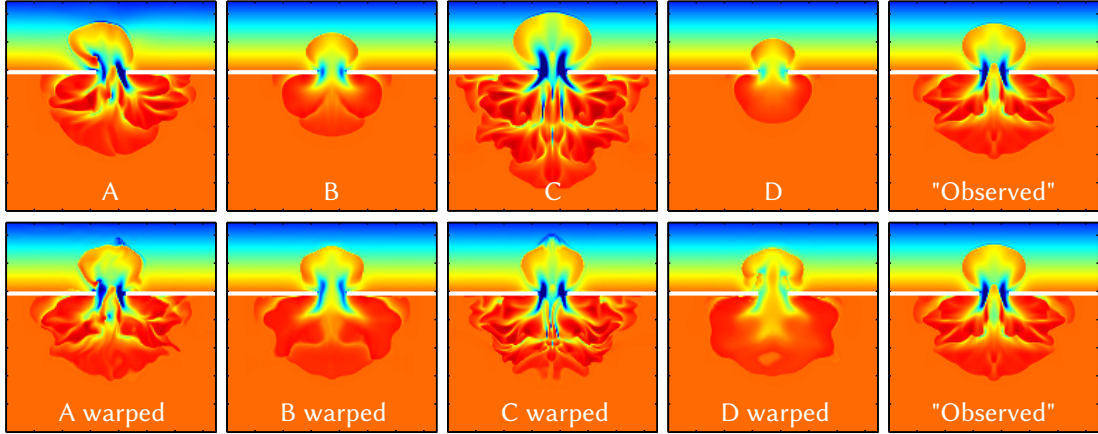 A
B
C
D
"Observed"
A warped
B warped
C warped
D warped
"Observed"